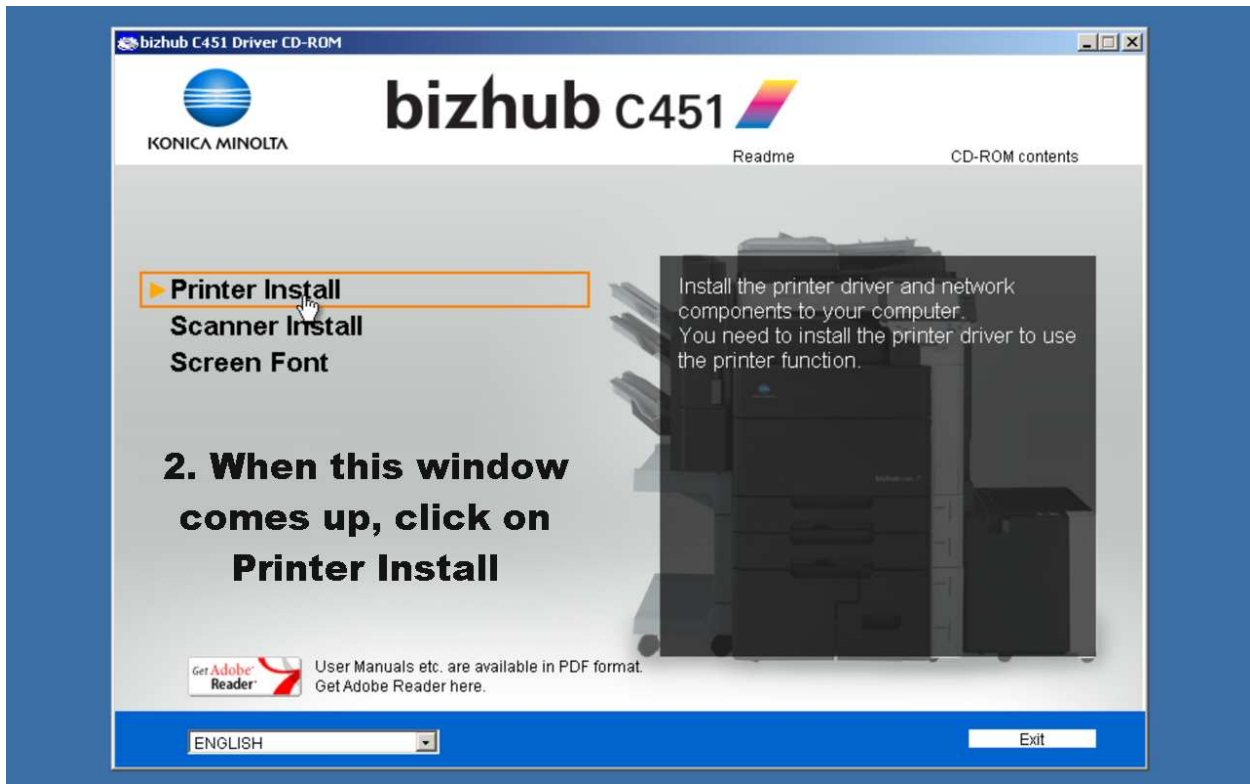 bizhub C451 Driver CD-ROM
KONICA MINOLTA
bizhub C451
Readme
CD-ROM contents
Printer Install
Scanner Install
Screen Font
Install the printer driver and network
components to your computer.
You need to install the printer driver to use
the printer function.
2. When this window
comes up, click on
Printer Install
Get Adobe
Reader
User Manuals etc. are available in PDF format.
Get Adobe Reader here.
ENGLISH
Exit